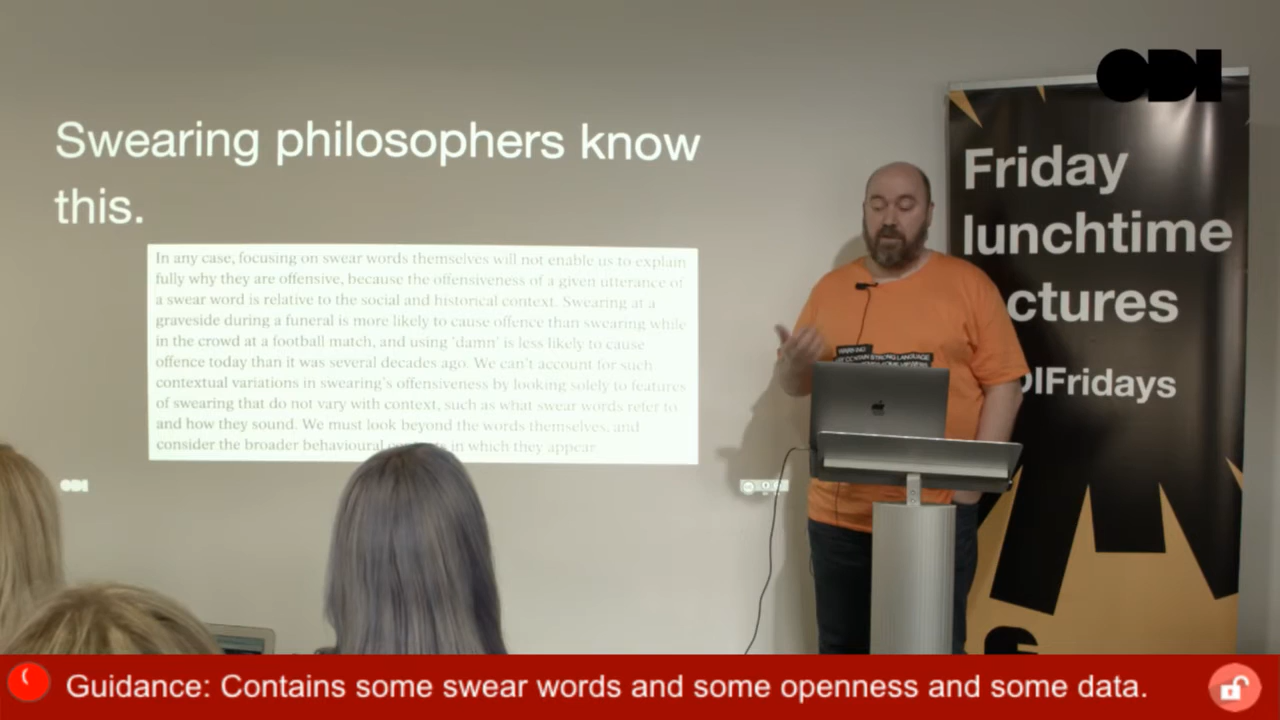 Swearing philosophers know
this.
In any case, focusing on swear words themselves will not enable us to explain
fully why they are offensive, because the offensiveness of a given utterance of
a swear word is relative to the social and historical context. Swearing at a
graveside during a funeral is more likely to cause offence than swearing while
in the crowd at a football match, and using 'damn' is less likely to cause
offence today than it was several decades ago. We can't account for such
contextual variations in swearing's offensiveness by looking solely to features
of swearing that do not vary with context, such as what swear words refer to
and how they sound. We must look beyond the words themselves, and
consider the broader behavioural in which they appear
ODI
ODI
Friday
lunchtime
ctures
DIFridays
STRONG LANGUAGE
Guidance: Contains some swear words and some openness and some data.